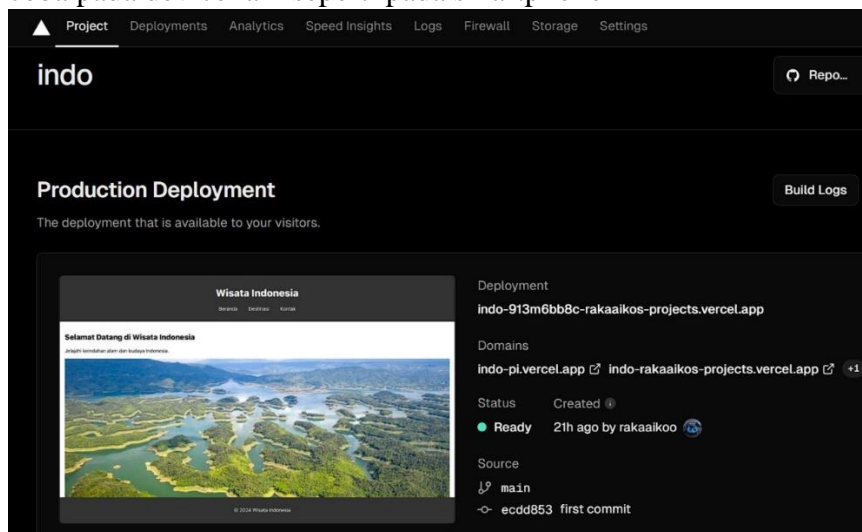 Project Deployments Analytics Speed Insights Logs Firewall Storage Settings
indo
Repo...
Production Deployment
Build Logs
The deployment that is available to your visitors.
Wisata Indonesia
Beranda Destinasi Kontak
Selamat Datang di Wisata Indonesia
Jelajahi keindahan alam dan budaya Indonesia.
© 2024 Wisata Indonesia
Deployment
indo-913m6bb8c-rakaaikos-projects.vercel.app
Domains
indo-pi.vercel.app indo-rakaaikos-projects.vercel.app +1
Status Created
Ready 21h ago by rakaaikoo
Source
main
ecdd853 first commit